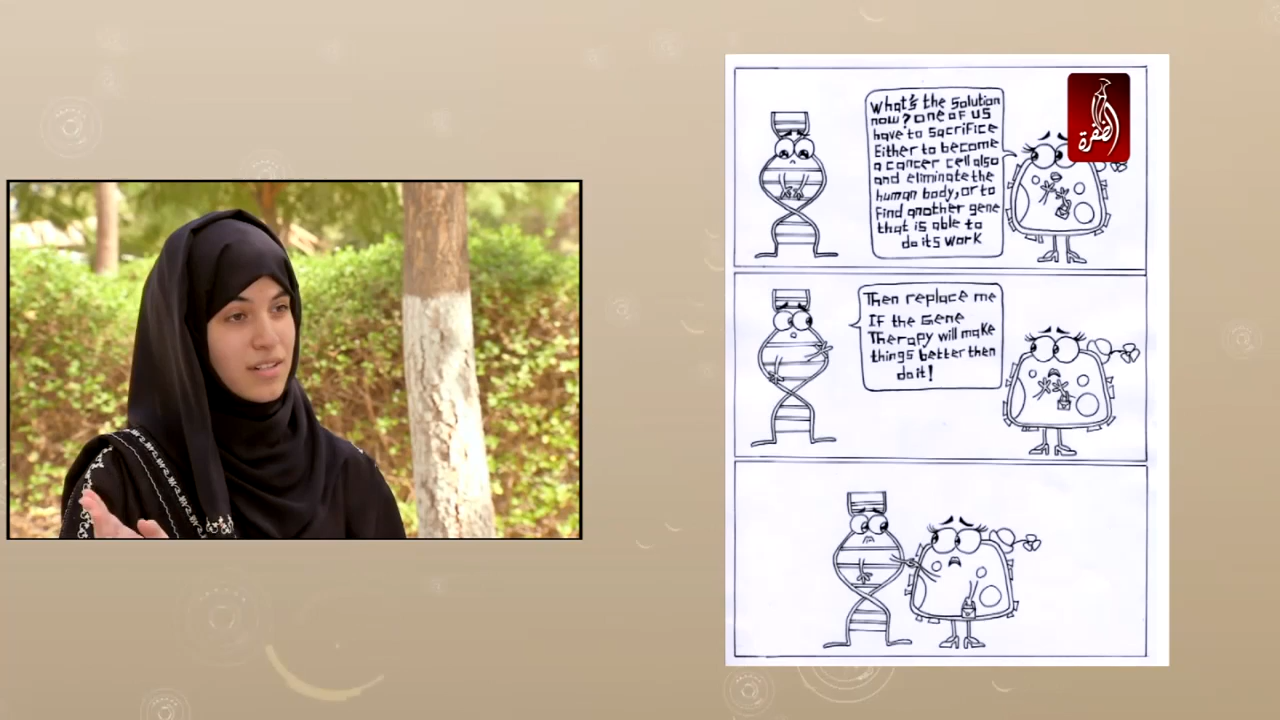 الظفرة
What's the Solution
now? one of us
have to Sacrifice
Either to become
a cancer cell also
and eliminate the
human body, or to
Find another gene
that is able to
do its work
Then replace me
If the Gene
Therapy will make
things better then
do it!